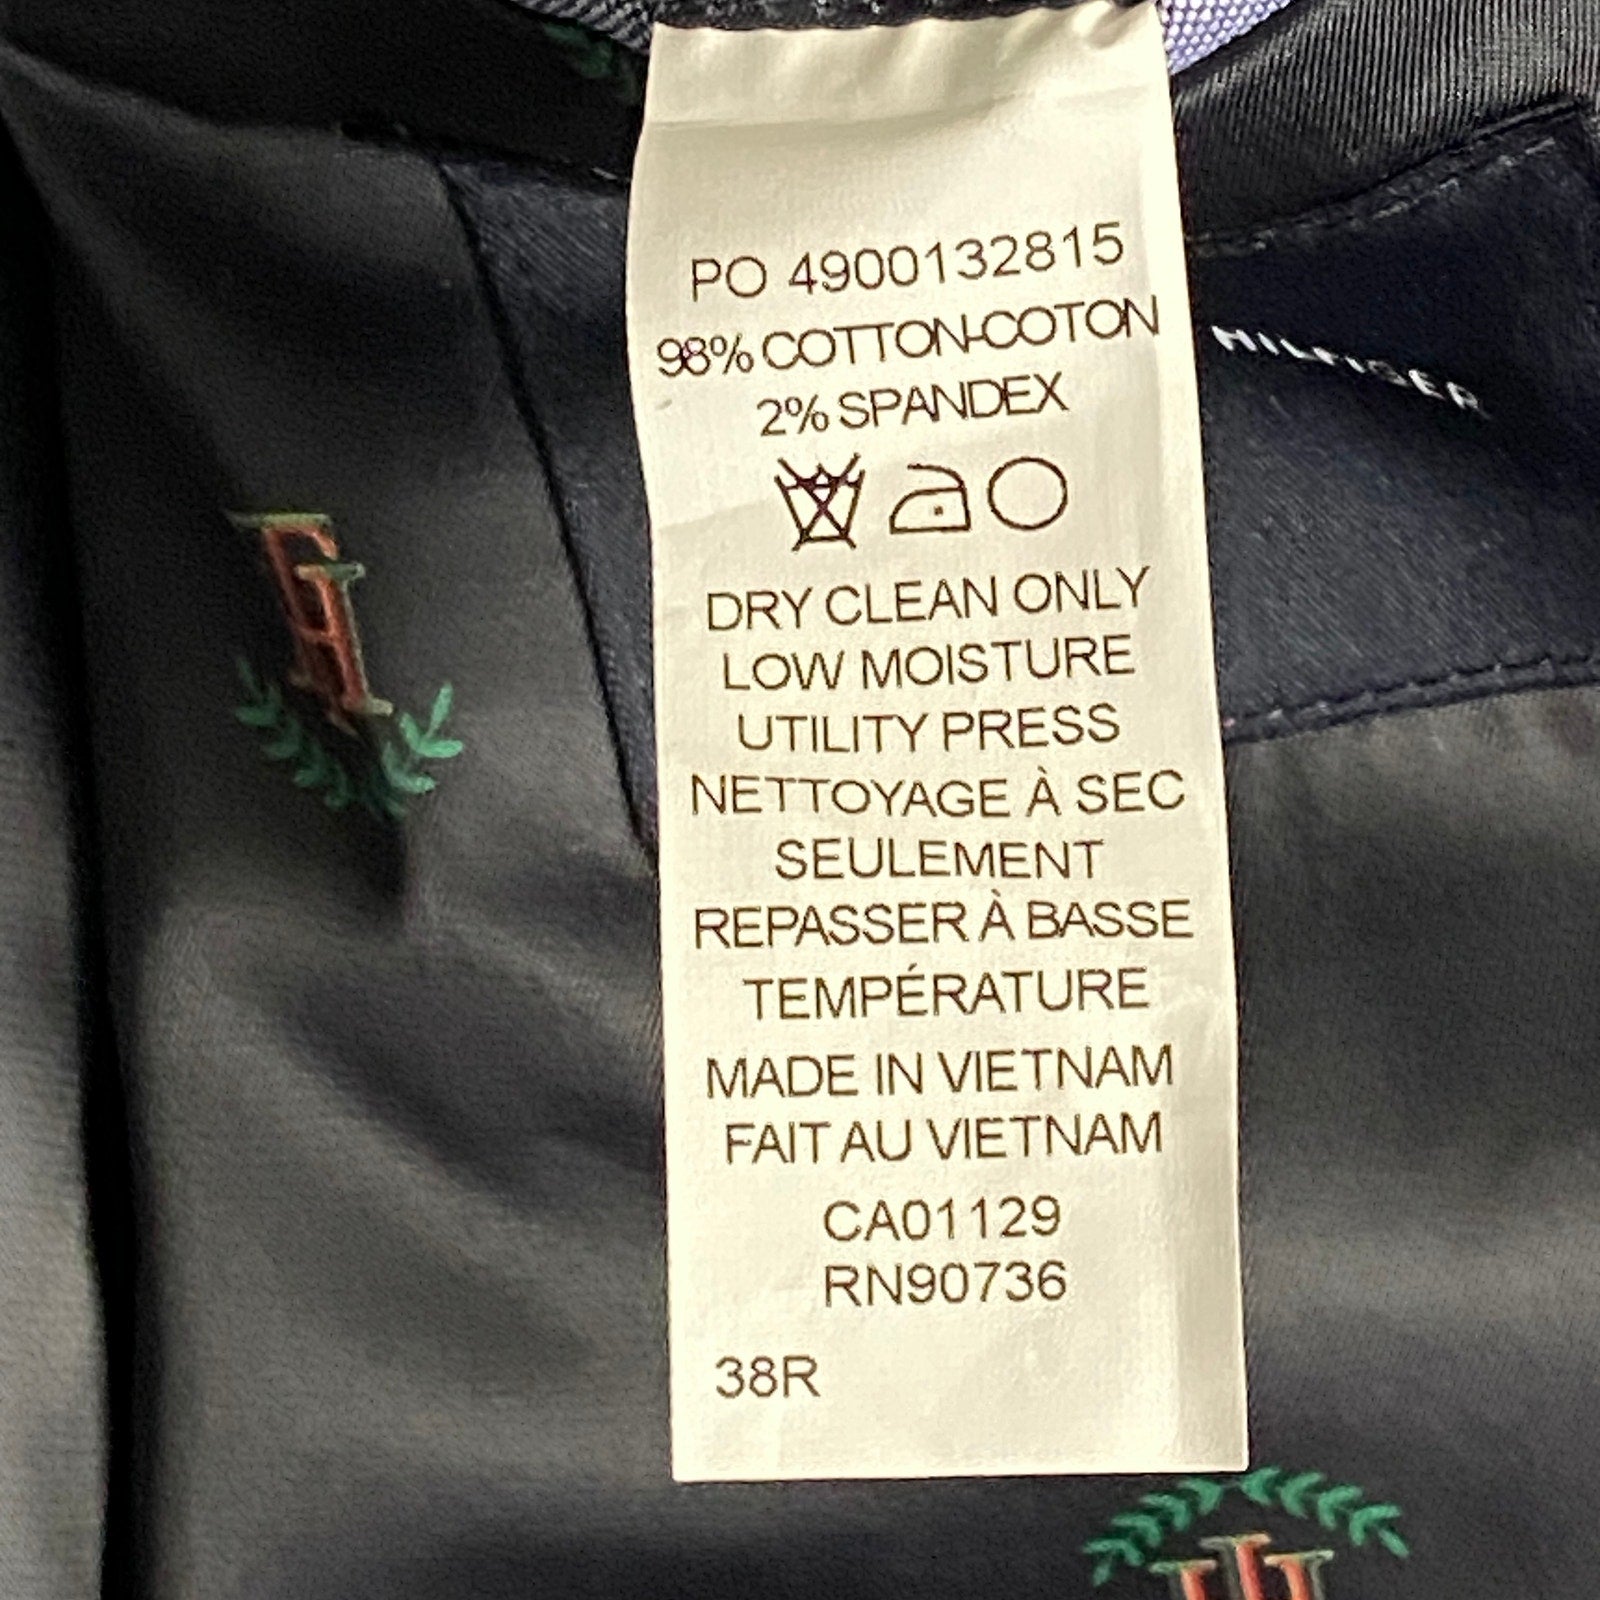 PO 4900132815
98% COTTON-COTON
2% SPANDEX
DRY CLEAN ONLY
LOW MOISTURE
UTILITY PRESS
NETTOYAGE À SEC
SEULEMENT
REPASSER À BASSE
TEMPÉRATURE
MADE IN VIETNAM
FAIT AU VIETNAM
CA01129
RN90736
38R
HILFIGER